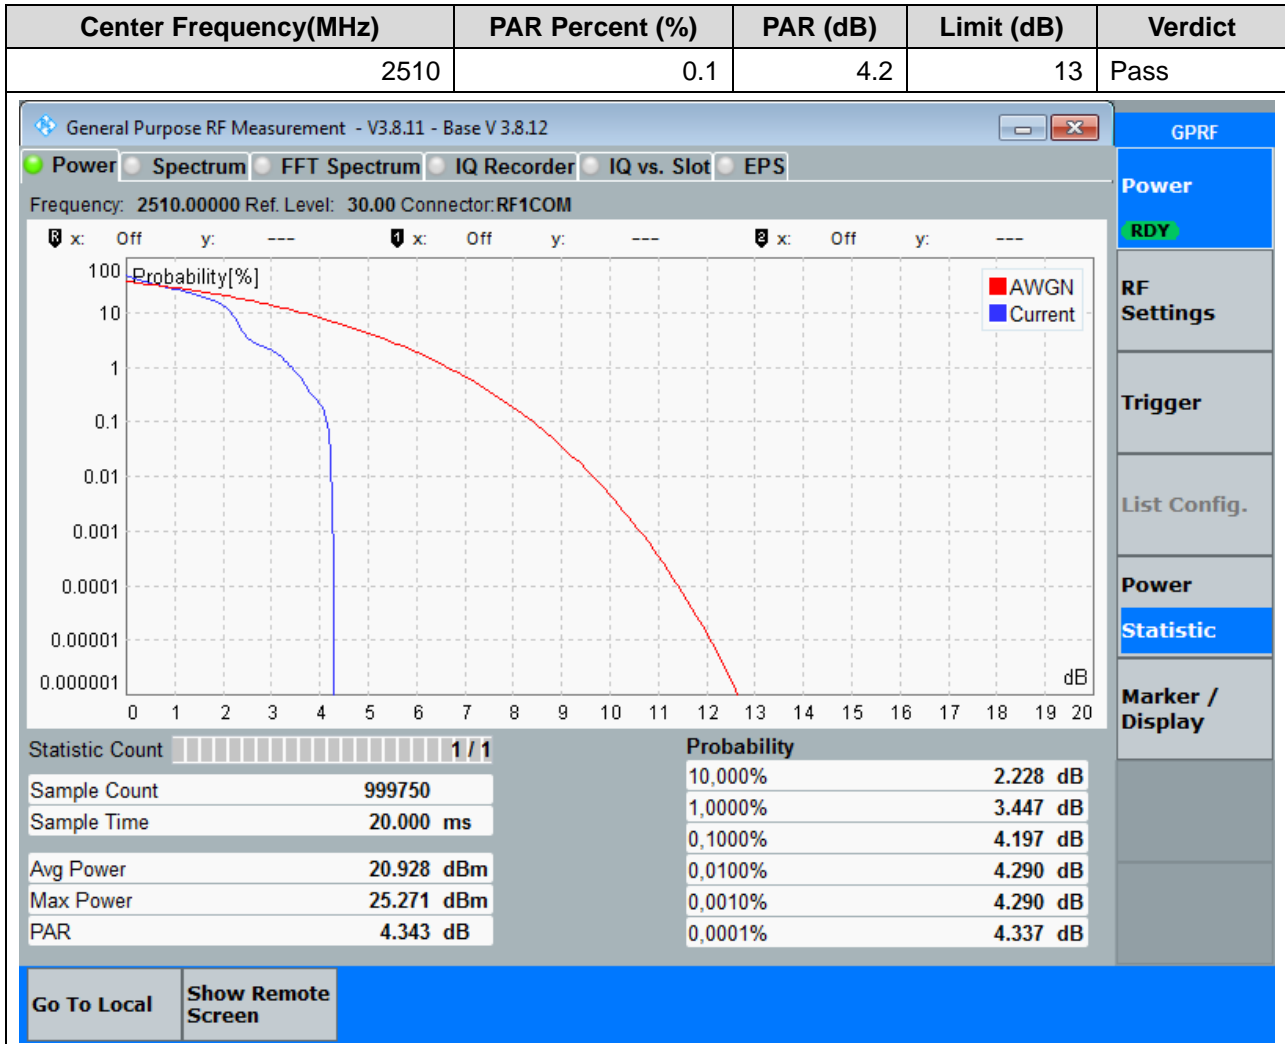 Center Frequency(MHz) PAR Percent (%) PAR (dB) Limit (dB) Verdict
2510 0.1 4.2 13 Pass
General Purpose RF Measurement - V3.8.11 - Base V 3.8.12
GPRF
Power Spectrum FFT Spectrum IQ Recorder IQ vs. Slot EPS
Power
RDY
Frequency: 2510.00000 Ref. Level: 30.00 Connector:RF1COM
R x: Off y: --- 1 x: Off y: --- 2 x: Off y: ---
Probability[%]
AWGN
Current
100
10
1
0.1
0.01
0.001
0.0001
0.00001
0.000001
dB
0 1 2 3 4 5 6 7 8 9 10 11 12 13 14 15 16 17 18 19 20
RF
Settings
Trigger
List Config.
Power
Statistic
Marker /
Display
Statistic Count 1 / 1
Sample Count 999750
Sample Time 20.000 ms
Avg Power 20.928 dBm
Max Power 25.271 dBm
PAR 4.343 dB
Probability
10,000% 2.228 dB
1,0000% 3.447 dB
0,1000% 4.197 dB
0,0100% 4.290 dB
0,0010% 4.290 dB
0,0001% 4.337 dB
Go To Local
Show Remote
Screen